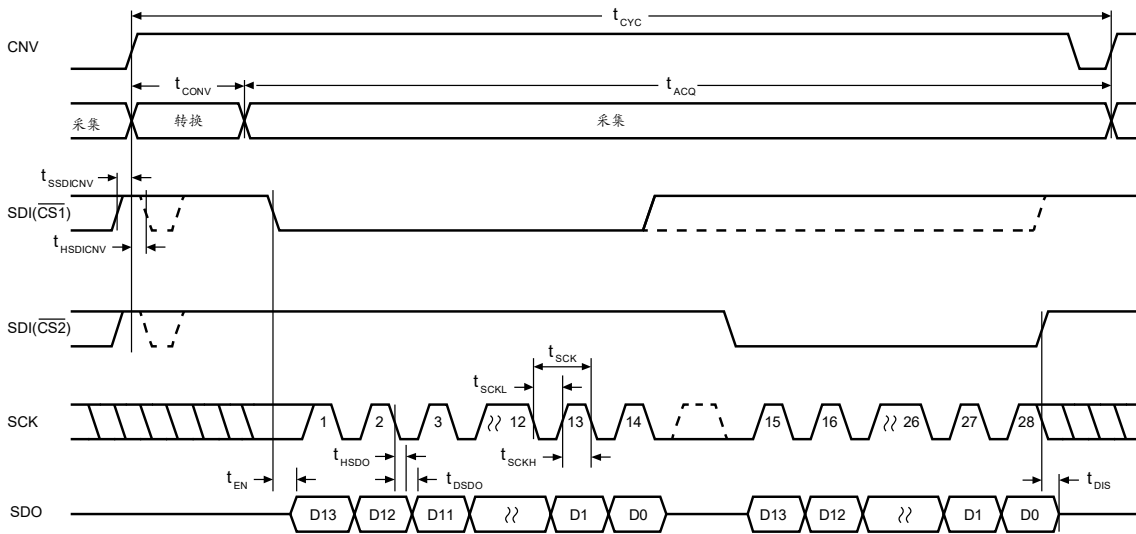 tCYC
CNV
tCONV
tACQ
采集 转换 采集
tSSDICNV
SDI(CS1)
tHSDICNV
SDI(CS2)
tSCK
tSCKL
SCK
1 2 3 12 13 14 15 16 26 27 28
tHSDO
tSCKH
tEN
tDSDO
tDIS
SDO
D13 D12 D11 D1 D0 D13 D12 D1 D0